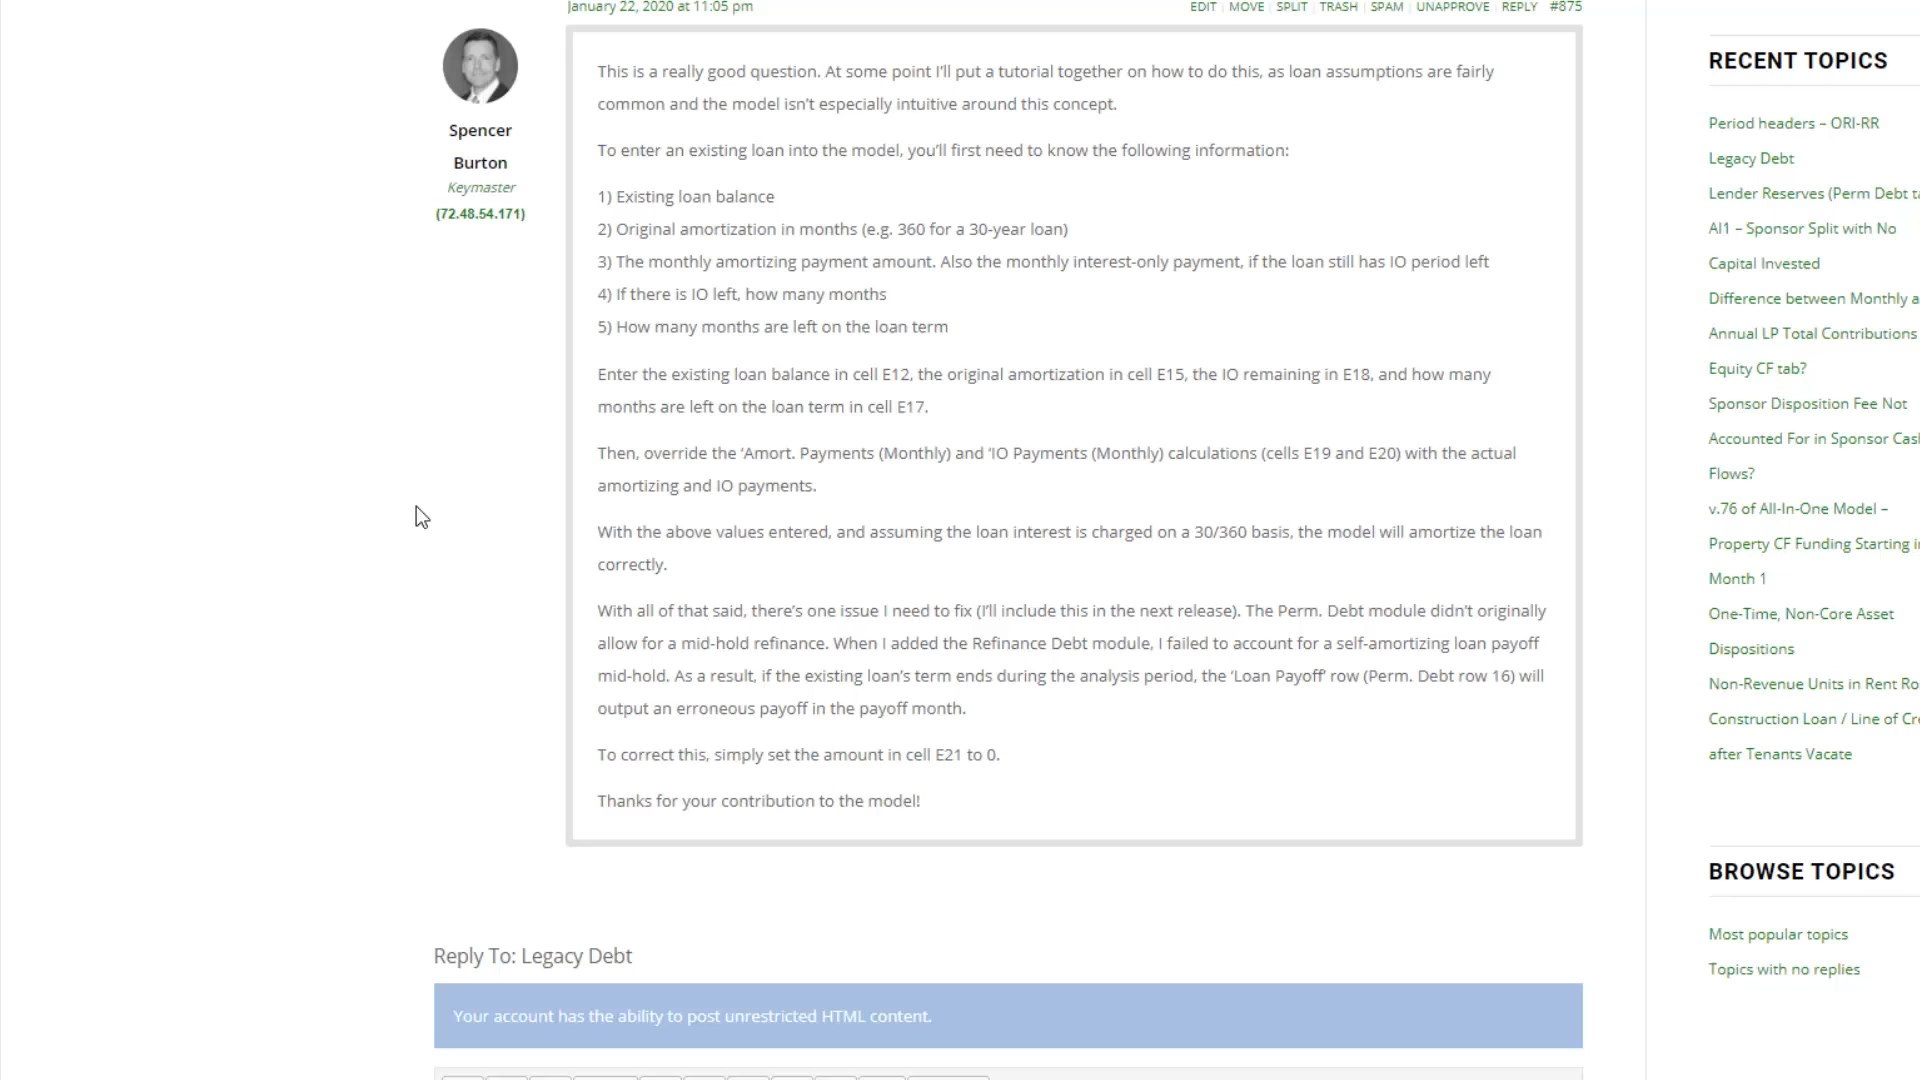 January 22, 2020 at 11:05 pm
EDIT | MOVE | SPLIT | TRASH | SPAM | UNAPPROVE | REPLY #875
Spencer
Burton
Keymaster
(72.48.54.171)
This is a really good question. At some point I'll put a tutorial together on how to do this, as loan assumptions are fairly
common and the model isn't especially intuitive around this concept.
To enter an existing loan into the model, you'll first need to know the following information:
1) Existing loan balance
2) Original amortization in months (e.g. 360 for a 30-year loan)
3) The monthly amortizing payment amount. Also the monthly interest-only payment, if the loan still has IO period left
4) If there is IO left, how many months
5) How many months are left on the loan term
Enter the existing loan balance in cell E12, the original amortization in cell E15, the IO remaining in E18, and how many
months are left on the loan term in cell E17.
Then, override the 'Amort. Payments (Monthly) and 'IO Payments (Monthly) calculations (cells E19 and E20) with the actual
amortizing and IO payments.
With the above values entered, and assuming the loan interest is charged on a 30/360 basis, the model will amortize the loan
correctly.
With all of that said, there's one issue I need to fix (I'll include this in the next release). The Perm. Debt module didn't originally
allow for a mid-hold refinance. When I added the Refinance Debt module, I failed to account for a self-amortizing loan payoff
mid-hold. As a result, if the existing loan's term ends during the analysis period, the 'Loan Payoff' row (Perm. Debt row 16) will
output an erroneous payoff in the payoff month.
To correct this, simply set the amount in cell E21 to 0.
Thanks for your contribution to the model!
Reply To: Legacy Debt
Your account has the ability to post unrestricted HTML content.
RECENT TOPICS
Period headers – ORI-RR
Legacy Debt
Lender Reserves (Perm Debt
AI1 – Sponsor Split with No
Capital Invested
Difference between Monthly
Annual LP Total Contributions
Equity CF tab?
Sponsor Disposition Fee Not
Accounted For in Sponsor
Flows?
v.76 of All-In-One Model –
Property CF Funding Starting
Month 1
One-Time, Non-Core Asset
Dispositions
Non-Revenue Units in Rent
Construction Loan / Line of
after Tenants Vacate
BROWSE TOPICS
Most popular topics
Topics with no replies